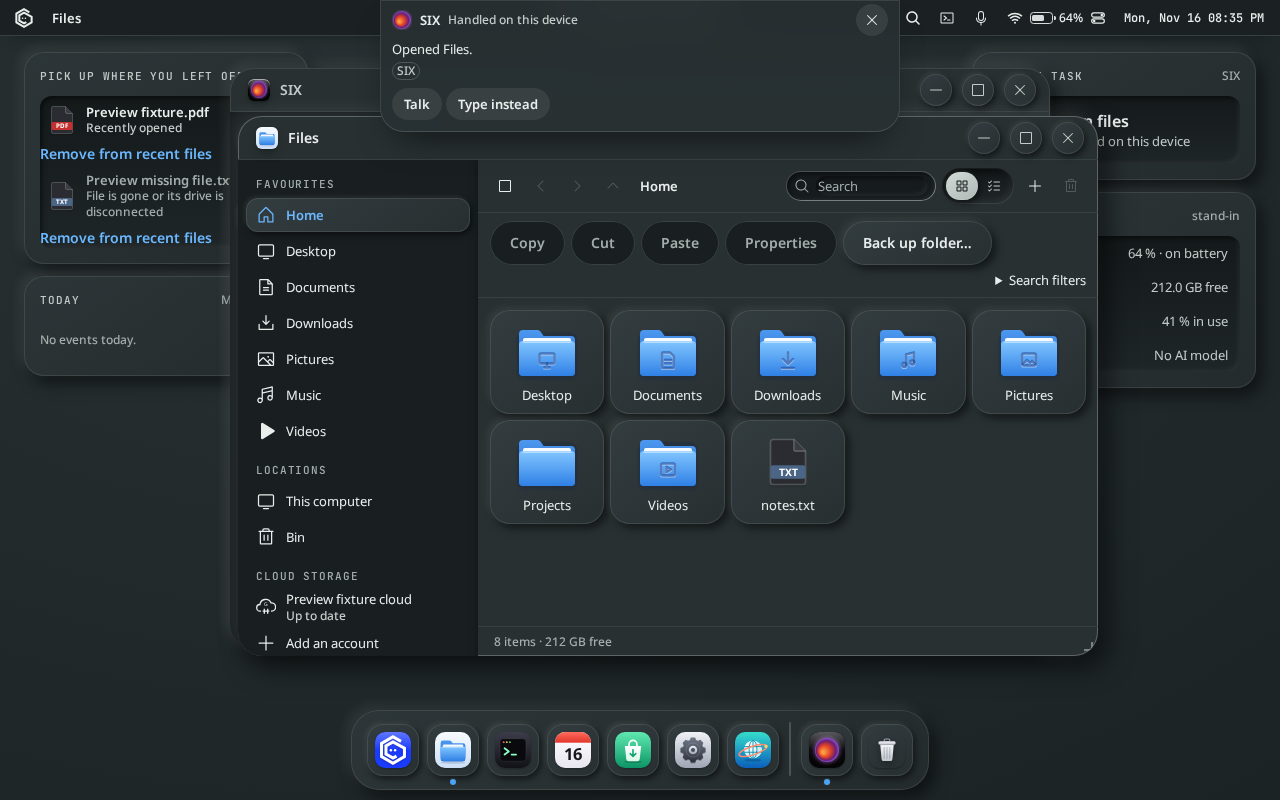 Files
SIX Handled on this device
64% Mon, Nov 16 08:35 PM
Opened Files.
SIX
Talk Type instead
PICK UP WHERE YOU LEFT
Preview fixture.pdf
Recently opened
Remove from recent files
Preview missing file.txt
File is gone or its drive is
disconnected
Remove from recent files
TODAY
No events today.
SIX
TASK SIX
files
on this device
stand-in
64 % · on battery
212.0 GB free
41 % in use
No AI model
Files
FAVOURITES
Home
Desktop
Documents
Downloads
Pictures
Music
Videos
LOCATIONS
This computer
Bin
CLOUD STORAGE
Preview fixture cloud
Up to date
Add an account
Home
Search
Copy Cut Paste Properties Back up folder...
Search filters
Desktop Documents Downloads Music Pictures
Projects Videos notes.txt
PDF
TXT
TXT
8 items · 212 GB free
16